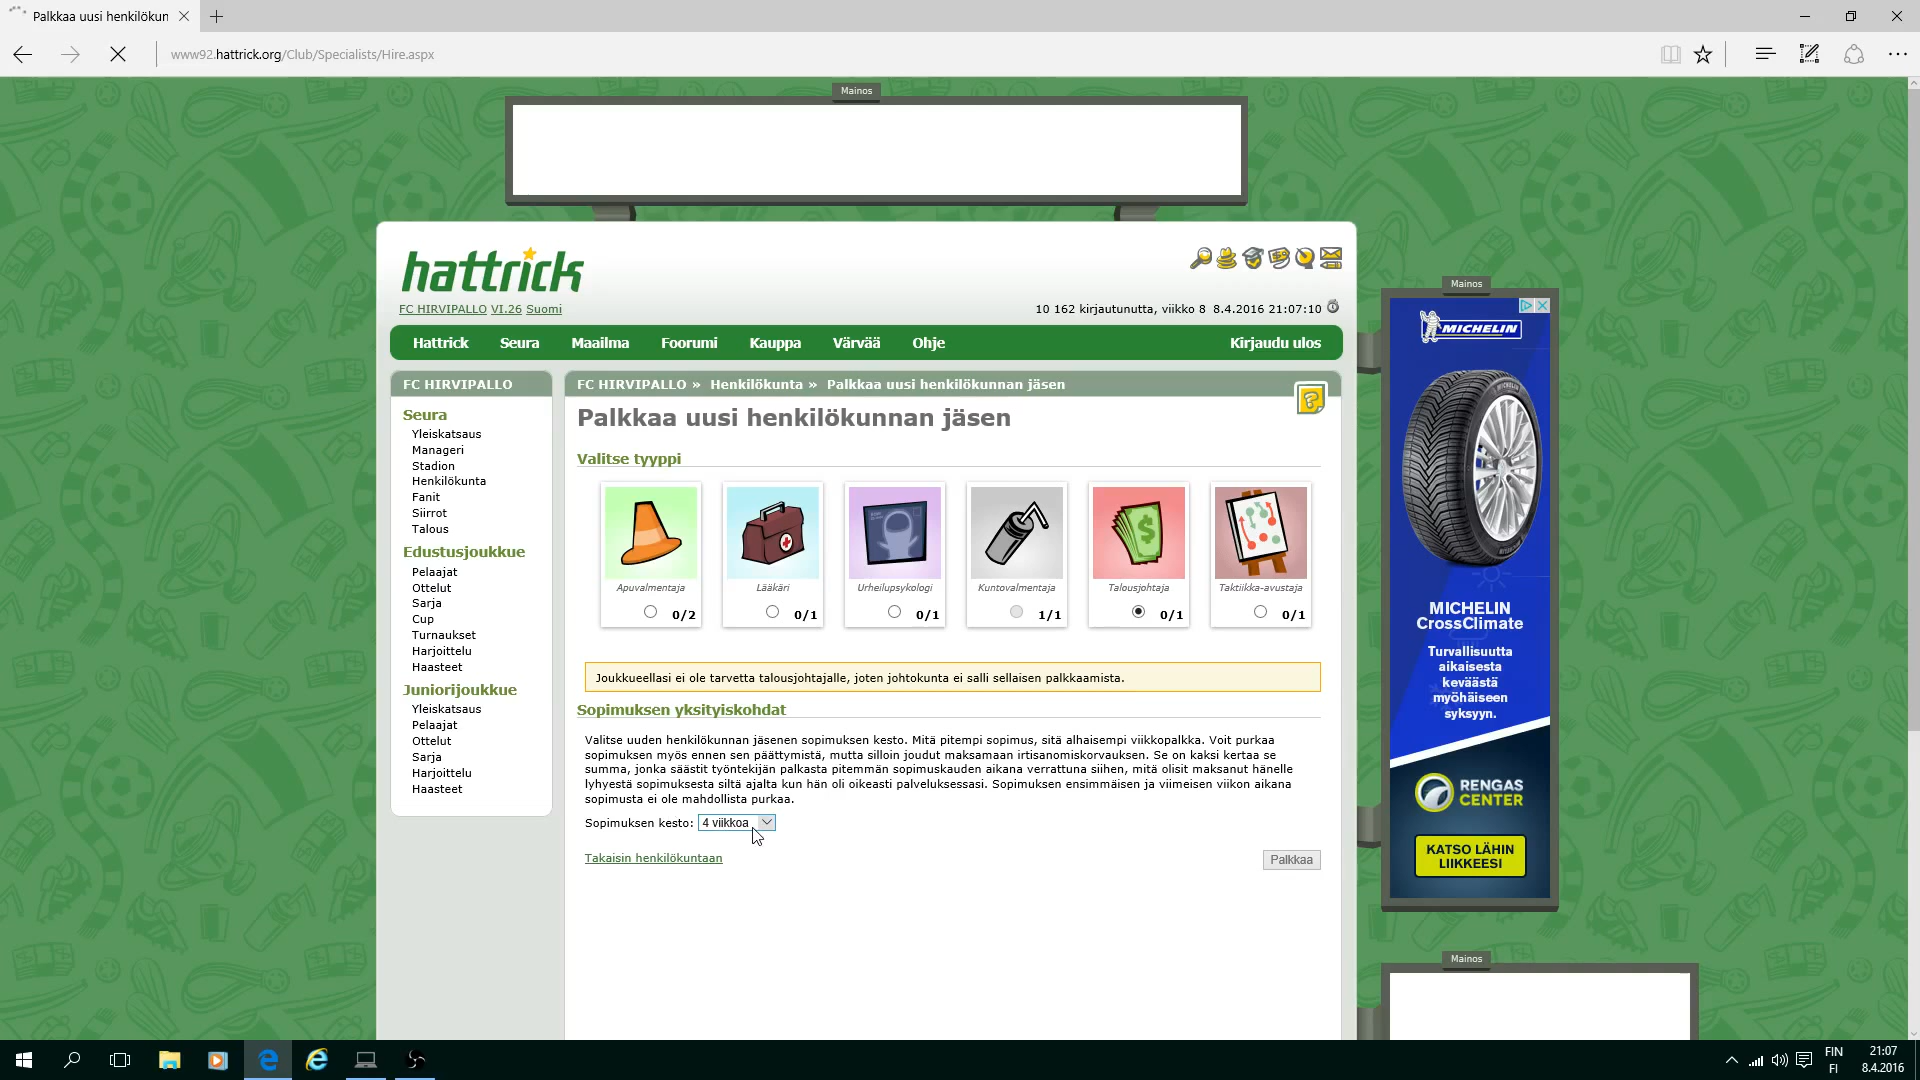 Palkkaa uusi henkilökun
www92.hattrick.org/Club/Specialists/Hire.aspx
Mainos
hattrick
FC HIRVIPALLO VI.26 Suomi
10 162 kirjautunutta, viikko 8 8.4.2016 21:07:10
Hattrick Seura Maailma Foorumi Kauppa Värvää Ohje Kirjaudu ulos
FC HIRVIPALLO
Seura
Yleiskatsaus
Manageri
Stadion
Henkilökunta
Fanit
Siirrot
Talous
Edustusjoukkue
Pelaajat
Ottelut
Sarja
Cup
Turnaukset
Harjoittelu
Haasteet
Juniorijoukkue
Yleiskatsaus
Pelaajat
Ottelut
Sarja
Harjoittelu
Haasteet
FC HIRVIPALLO » Henkilökunta » Palkkaa uusi henkilökunnan jäsen
Palkkaa uusi henkilökunnan jäsen
Valitse tyyppi
Apuvalmentaja
0/2
Lääkäri
0/1
Urheilupsykologi
0/1
Kuntovalmentaja
1/1
Talousjohtaja
0/1
Taktiikka-avustaja
0/1
Joukkueellasi ei ole tarvetta talousjohtajalle, joten johtokunta ei salli sellaisen palkkaamista.
Sopimuksen yksityiskohdat
Valitse uuden henkilökunnan jäsenen sopimuksen kesto. Mitä pitempi sopimus, sitä alhaisempi viikkopalkka. Voit purkaa
sopimuksen myös ennen sen päättymistä, mutta silloin joudut maksamaan irtisanomiskorvauksen. Se on kaksi kertaa se
summa, jonka säästit työntekijän palkasta pitemmän sopimuskauden aikana verrattuna siihen, mitä olisit maksanut hänelle
lyhyestä sopimuksesta siltä ajalta kun hän oli oikeasti palveluksessasi. Sopimuksen ensimmäisen ja viimeisen viikon aikana
sopimusta ei ole mahdollista purkaa.
Sopimuksen kesto: 4 viikkoa
Takaisin henkilökuntaan
Palkkaa
Mainos
MICHELIN
MICHELIN
CrossClimate
Turvallisuutta
aikaisesta
keväästä
myöhäiseen
syksyyn.
RENGAS
CENTER
KATSO LÄHIN
LIIKKEESI
Mainos
FIN
FI
21:07
8.4.2016